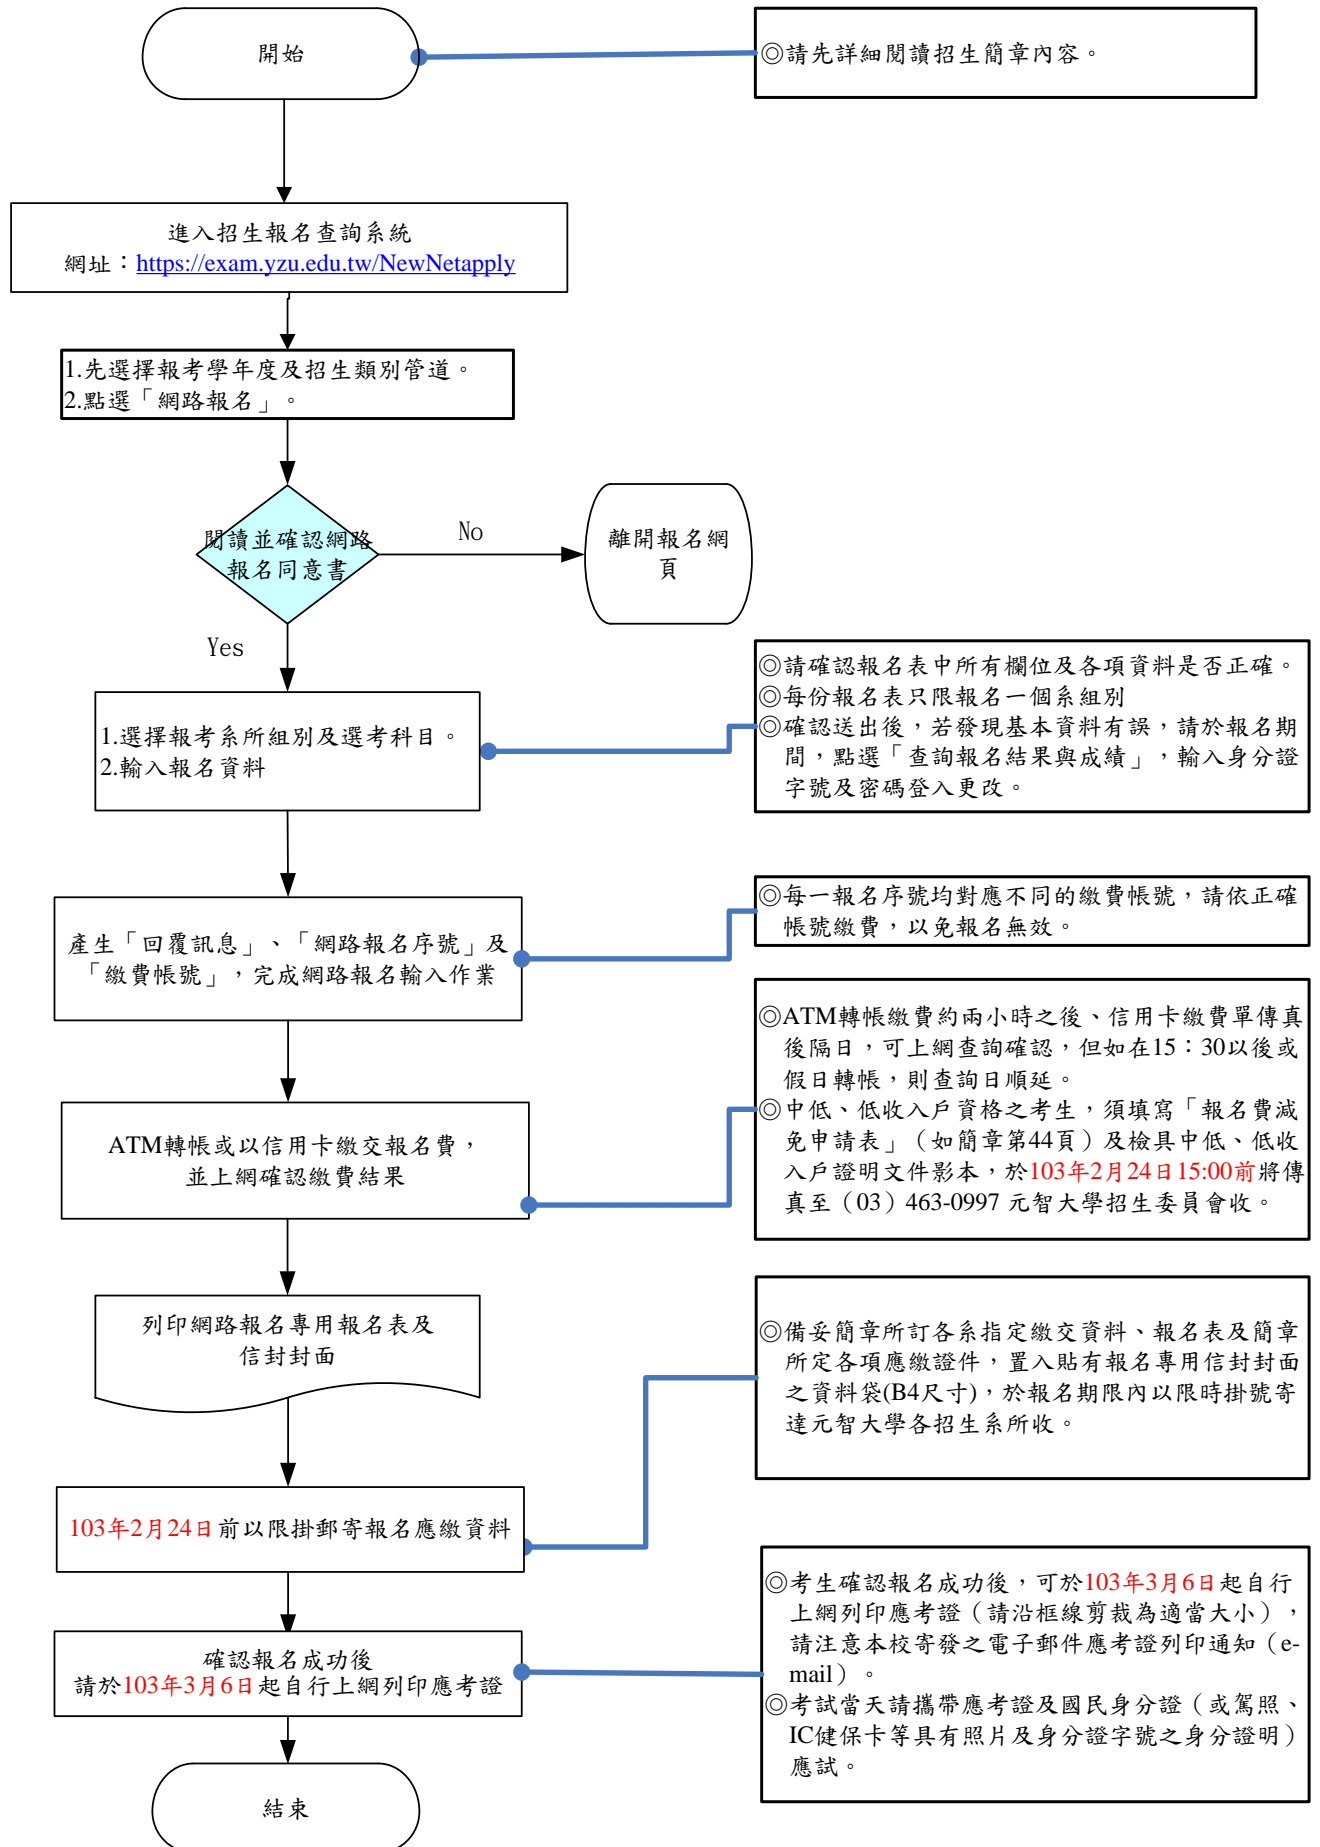 開始
◎請先詳細閱讀招生簡章內容。
進入招生報名查詢系統
網址：https://exam.yzu.edu.tw/NewNetapply
1.先選擇報考學年度及招生類別管道。
2.點選「網路報名」。
閱讀並確認網路
報名同意書
No
離開報名網
頁
Yes
1.選擇報考系所組別及選考科目。
2.輸入報名資料
◎請確認報名表中所有欄位及各項資料是否正確。
◎每份報名表只限報名一個系組別
◎確認送出後，若發現基本資料有誤，請於報名期
間，點選「查詢報名結果與成績」，輸入身分證
字號及密碼登入更改。
產生「回覆訊息」、「網路報名序號」及
「繳費帳號」，完成網路報名輸入作業
◎每一報名序號均對應不同的繳費帳號，請依正確
帳號繳費，以免報名無效。
ATM轉帳或以信用卡繳交報名費，
並上網確認繳費結果
◎ATM轉帳繳費約兩小時之後、信用卡繳費單傳真
後隔日，可上網查詢確認，但如在15：30以後或
假日轉帳，則查詢日順延。
◎中低、低收入戶資格之考生，須填寫「報名費減
免申請表」（如簡章第44頁）及檢具中低、低收
入戶證明文件影本，於103年2月24日15:00前將傳
真至（03）463-0997 元智大學招生委員會收。
列印網路報名專用報名表及
信封封面
◎備妥簡章所訂各系指定繳交資料、報名表及簡章
所定各項應繳證件，置入貼有報名專用信封封面
之資料袋(B4尺寸)，於報名期限內以限時掛號寄
達元智大學各招生系所收。
103年2月24日前以限掛郵寄報名應繳資料
確認報名成功後
請於103年3月6日起自行上網列印應考證
◎考生確認報名成功後，可於103年3月6日起自行
上網列印應考證（請沿框線剪裁為適當大小），
請注意本校寄發之電子郵件應考證列印通知（e-
mail）。
◎考試當天請攜帶應考證及國民身分證（或駕照、
IC健保卡等具有照片及身分證字號之身分證明）
應試。
結束